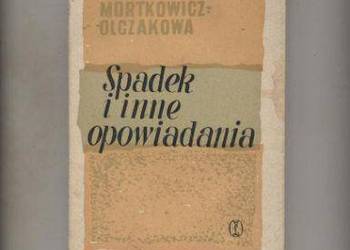 MORTKOWICZ-
OLCZAKOWA
Spadek
i inne
opowiadania